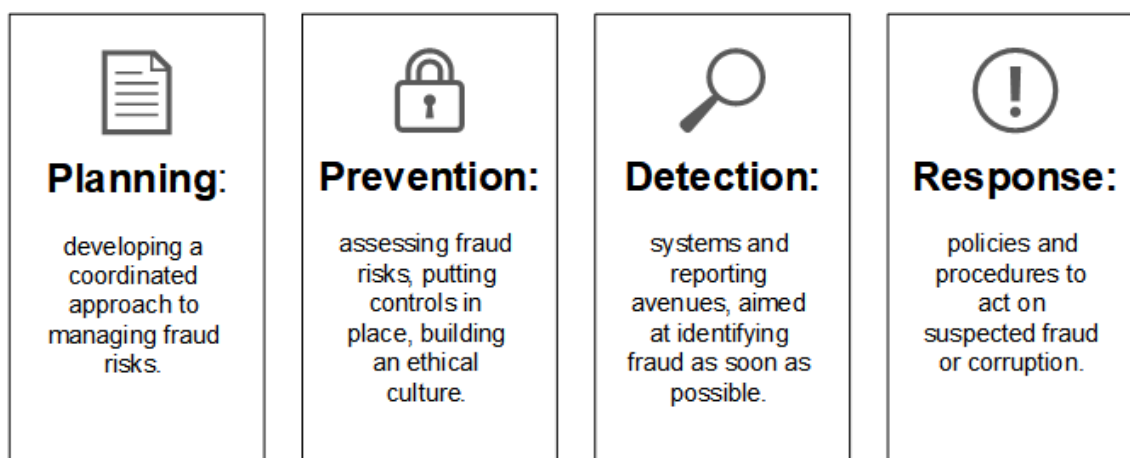 Planning:
developing a
coordinated
approach to
managing fraud
risks.
Prevention:
assessing fraud
risks, putting
controls in
place, building
an ethical
culture.
Detection:
systems and
reporting
avenues, aimed
at identifying
fraud as soon as
possible.
Response:
policies and
procedures to
act on
suspected fraud
or corruption.